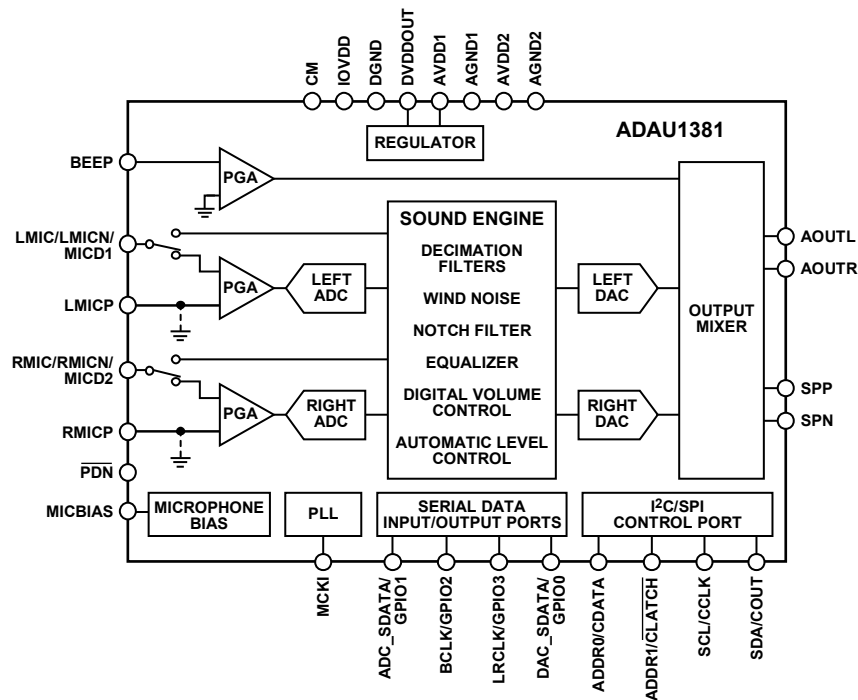 CM
IOVDD
DGND
DVDDOUT
AVDD1
AGND1
AVDD2
AGND2
REGULATOR
ADAU1381
BEEP
PGA
LMIC/LMICN/
MICD1
PGA
LEFT
ADC
LMICP
RMIC/RMICN/
MICD2
PGA
RIGHT
ADC
RMICP
SOUND ENGINE
DECIMATION
FILTERS
WIND NOISE
NOTCH FILTER
EQUALIZER
DIGITAL VOLUME
CONTROL
AUTOMATIC LEVEL
CONTROL
LEFT
DAC
RIGHT
DAC
OUTPUT
MIXER
AOUTL
AOUTR
SPP
SPN
PDN
MICBIAS
MICROPHONE
BIAS
PLL
SERIAL DATA
INPUT/OUTPUT PORTS
I²C/SPI
CONTROL PORT
MCKI
ADC_SDATA/
GPIO1
BCLK/GPIO2
LRCLK/GPIO3
DAC_SDATA/
GPIO0
ADDR0/CDATA
ADDR1/CLATCH
SCL/CCLK
SDA/COUT